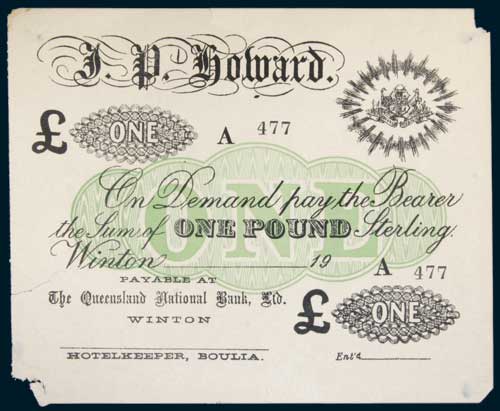 J. P. Howard.
£ ONE A 477
ONE
On Demand pay the Bearer
the Sum of ONE POUND Sterling.
Winton 19
A 477
PAYABLE AT
The Queensland National Bank, Ltd.
WINTON
£ ONE
HOTELKEEPER, BOULIA.
Ent'd